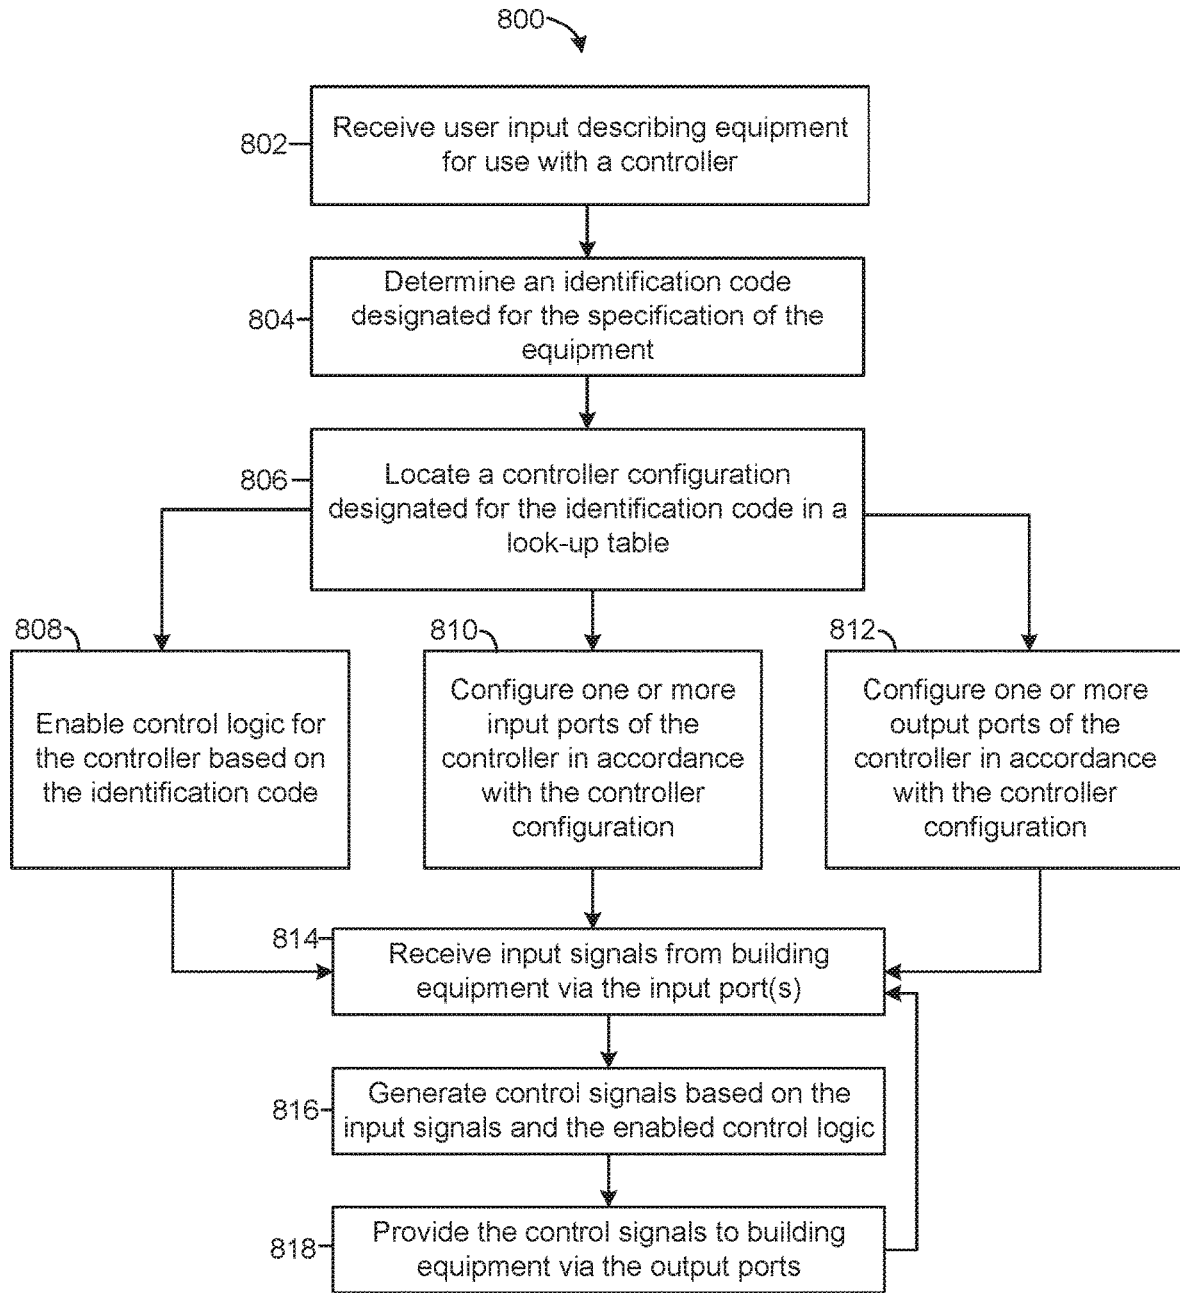 800
802
Receive user input describing equipment
for use with a controller
804
Determine an identification code
designated for the specification of the
equipment
806
Locate a controller configuration
designated for the identification code in a
look-up table
808
Enable control logic for
the controller based on
the identification code
810
Configure one or more
input ports of the
controller in accordance
with the controller
configuration
812
Configure one or more
output ports of the
controller in accordance
with the controller
configuration
814
Receive input signals from building
equipment via the input port(s)
816
Generate control signals based on the
input signals and the enabled control logic
818
Provide the control signals to building
equipment via the output ports